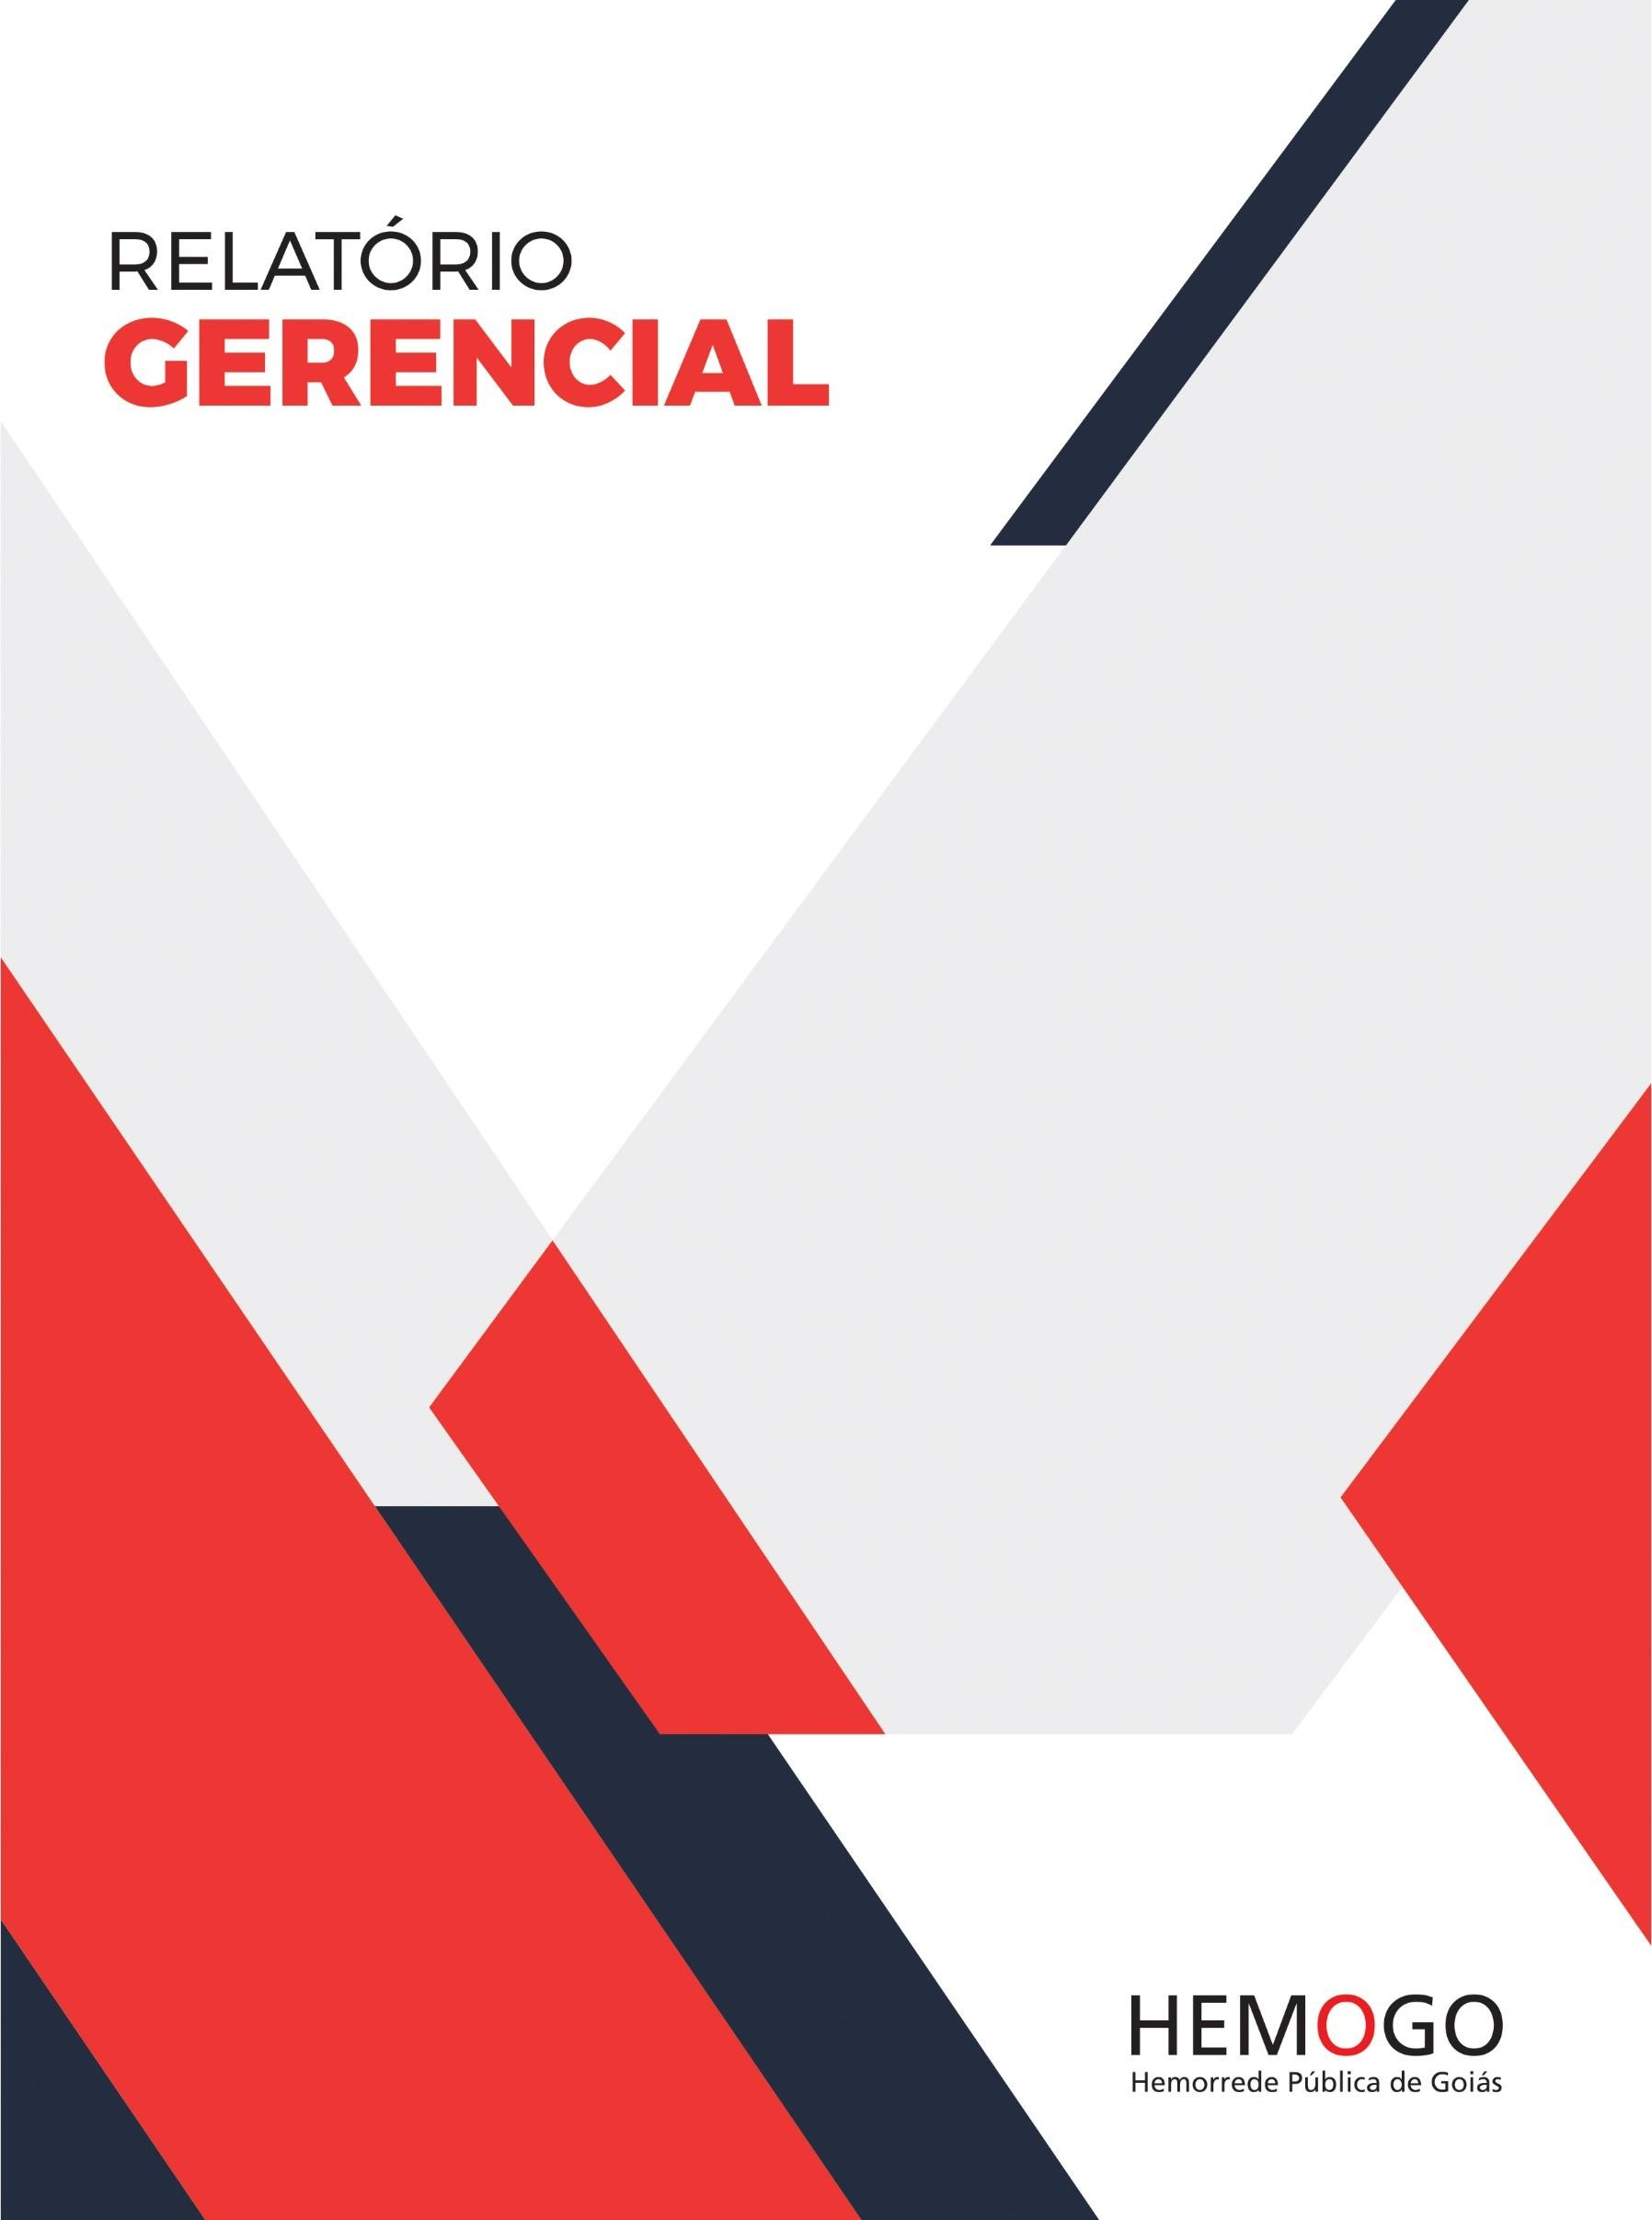 RELATÓRIO
GERENCIAL
HEMOGO
Hemorrede Pública de Goiás